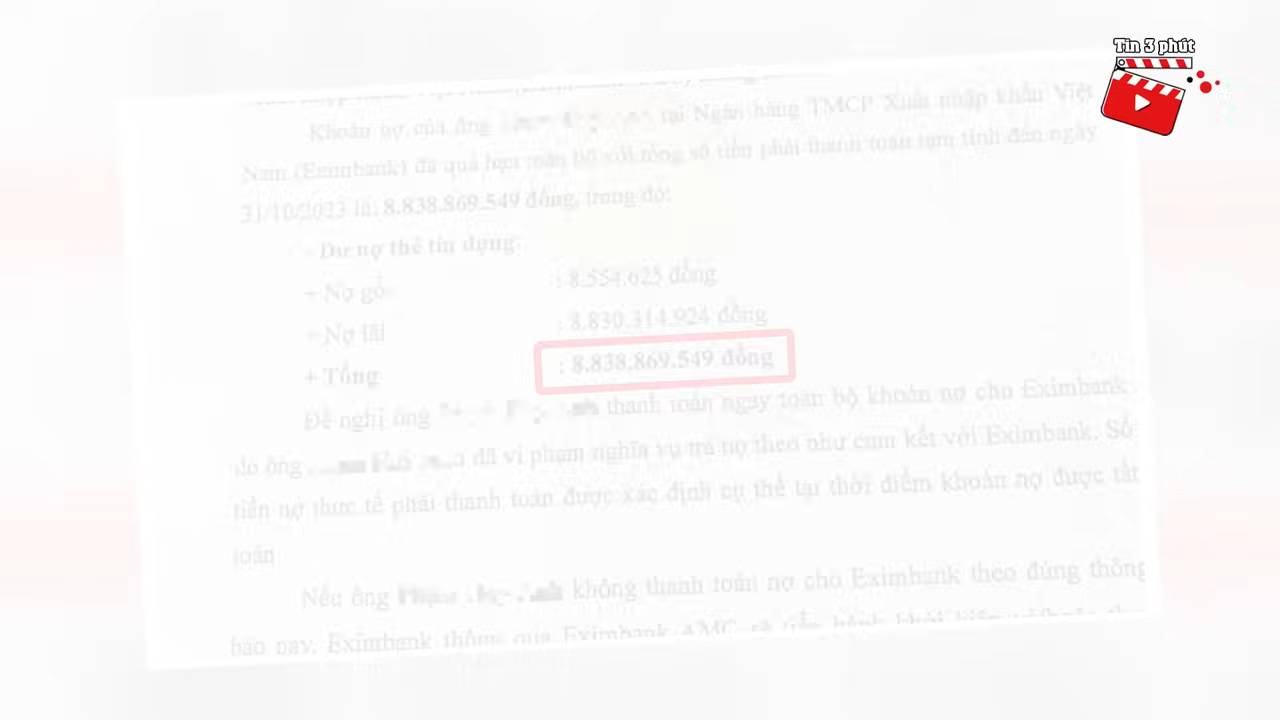 Tin 3 phút
Khoản nợ của ông tại Ngân hàng TMCP Xuất nhập khẩu Việt
Nam (Eximbank) đã quá hạn toàn bộ với tổng số tiền phải thanh toán tạm tính đến ngày
31/10/2023 là: 8.838.869.549 đồng, trong đó:
- Dư nợ thẻ tín dụng:
+ Nợ gốc
: 8.554.625 đồng
+ Nợ lãi
: 8.830.314.924 đồng
+ Tổng
: 8.838.869.549 đồng
Đề nghị ông thanh toán ngay toàn bộ khoản nợ cho Eximbank
do ông đã vi phạm nghĩa vụ trả nợ theo như cam kết với Eximbank. Số
tiền nợ thực tế phải thanh toán được xác định cụ thể tại thời điểm khoản nợ được tất
toán
Nếu ông không thanh toán nợ cho Eximbank theo đúng thông
báo này, Eximbank thông qua Eximbank AMC sẽ tiến hành khởi kiện